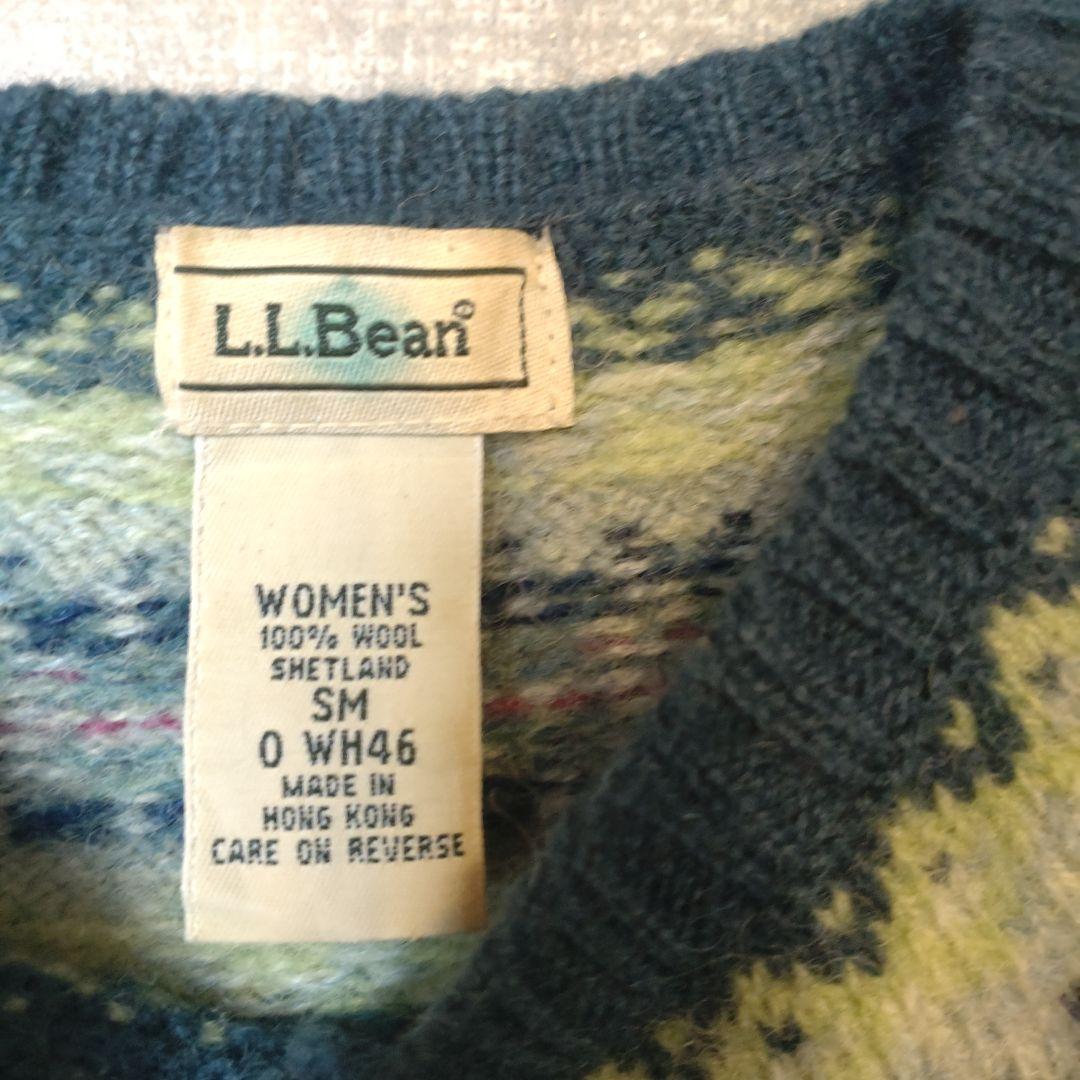 L.L.Bean®
WOMEN'S
100% WOOL
SHETLAND
SM
0 WH46
MADE IN
HONG KONG
CARE ON REVERSE